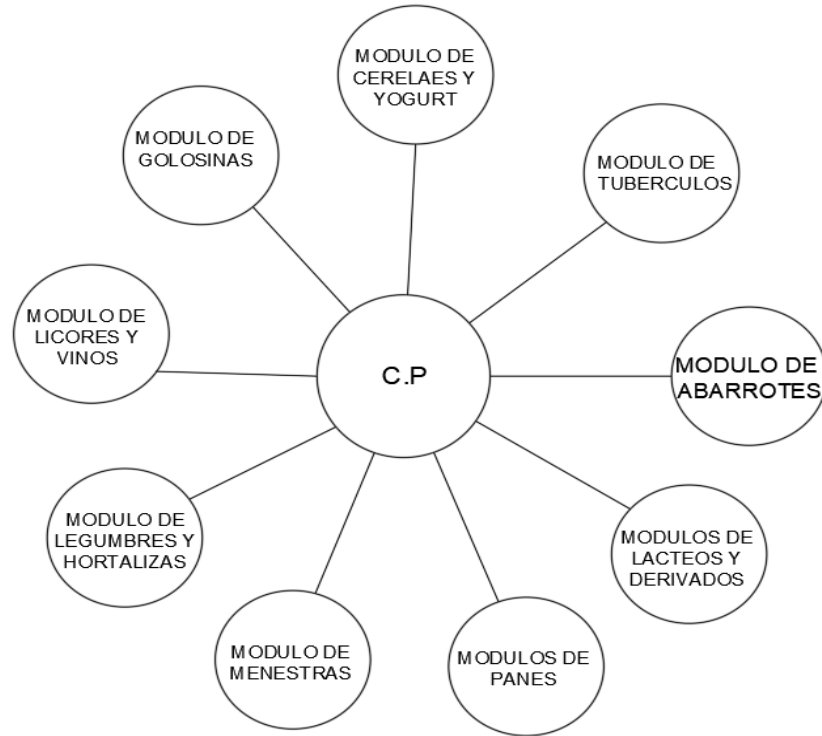 MODULO DE
CERELAES Y
YOGURT
MODULO DE
GOLOSINAS
MODULO DE
TUBERCULOS
MODULO DE
LICORES Y
VINOS
C.P
MODULO DE
ABARROTES
MODULO DE
LEGUMBRES Y
HORTALIZAS
MODULOS DE
LACTEOS Y
DERIVADOS
MODULO DE
MENESTRAS
MODULOS DE
PANES